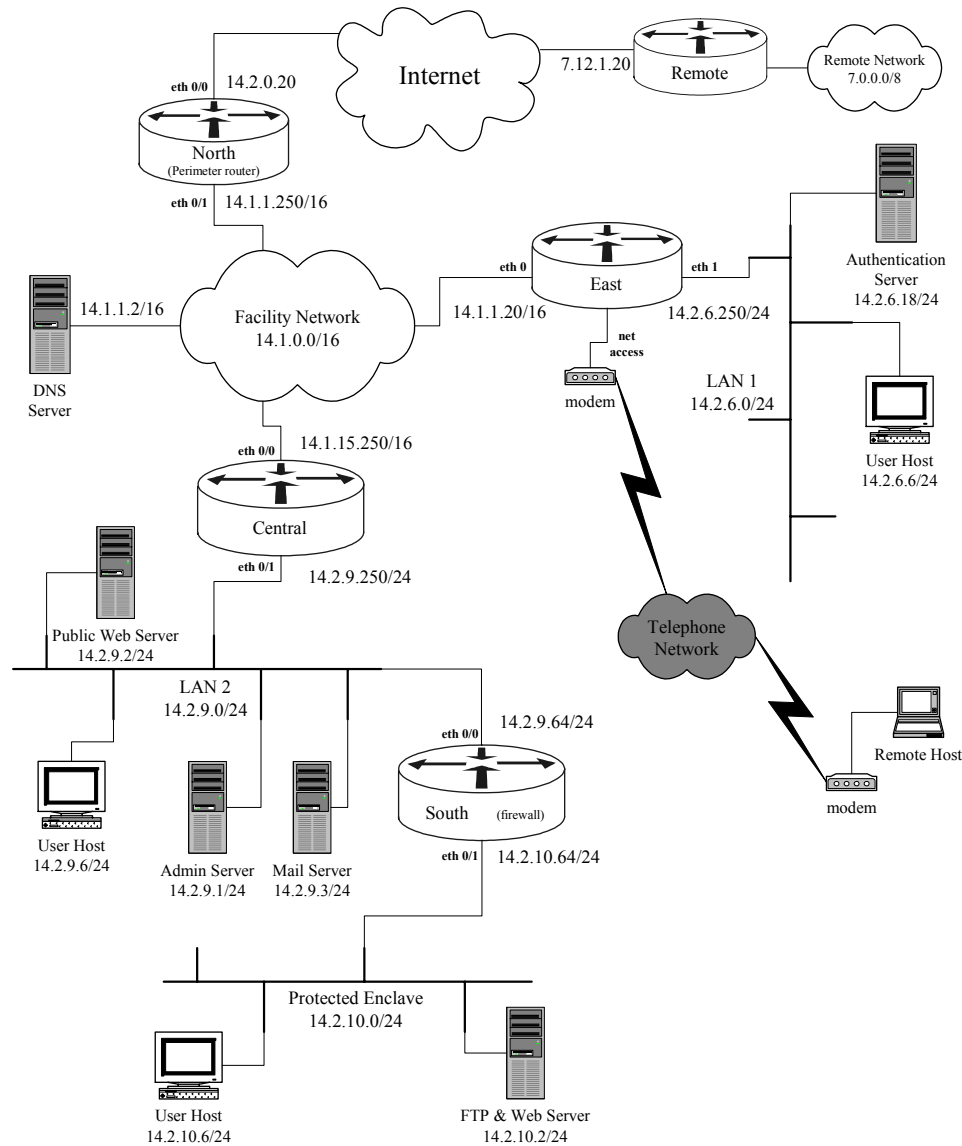 Internet
7.12.1.20
Remote
Remote Network
7.0.0.0/8
eth 0/0
14.2.0.20
North
(Perimeter router)
eth 0/1
14.1.1.250/16
Authentication
Server
14.2.6.18/24
eth 0
East
eth 1
14.1.1.20/16
14.2.6.250/24
14.1.1.2/16
DNS
Server
Facility Network
14.1.0.0/16
net
access
modem
LAN 1
14.2.6.0/24
User Host
14.2.6.6/24
eth 0/0
14.1.15.250/16
Central
eth 0/1
14.2.9.250/24
Public Web Server
14.2.9.2/24
Telephone
Network
LAN 2
14.2.9.0/24
14.2.9.64/24
eth 0/0
South
(firewall)
eth 0/1
14.2.10.64/24
Remote Host
modem
User Host
14.2.9.6/24
Admin Server
14.2.9.1/24
Mail Server
14.2.9.3/24
Protected Enclave
14.2.10.0/24
User Host
14.2.10.6/24
FTP & Web Server
14.2.10.2/24